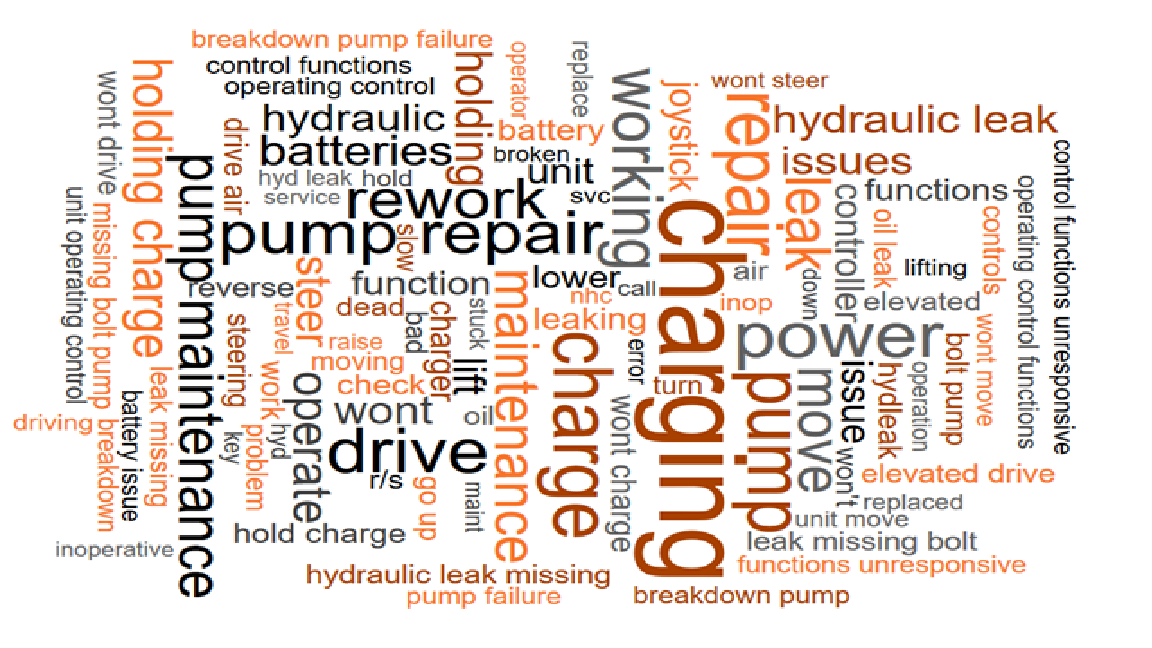 breakdown pump failure
control functions
operating control
holding
operator
replace
working
joystick
wont steer
repair
hydraulic leak
holding charge
wont drive
drive air
hydraulic
batteries
battery
broken
unit
issues
hyd leak hold
service
rework
svc
leak
controller
functions
control functions unresponsive
operating control functions
controls
oil leak
unit operating control
missing bolt pump breakdown
pump maintenance
pump repair
slow
charging
air
down
lifting
reverse
steer
function
lower
call
nhc
inop
elevated
dead
bad
charger
stuck
maintenance
leaking
power
steering
travel
raise
moving
check
lift
charge
error
turn
pump
move
issue
hydleak
operation
bolt pump
wont move
work
operate
wont
oil
wont charge
driving
battery issue
leak missing
key
problem
hyd
drive
r/s
go up
maint
won't
elevated drive
replaced
unit move
hold charge
inoperative
leak missing bolt
functions unresponsive
hydraulic leak missing
pump failure
breakdown pump